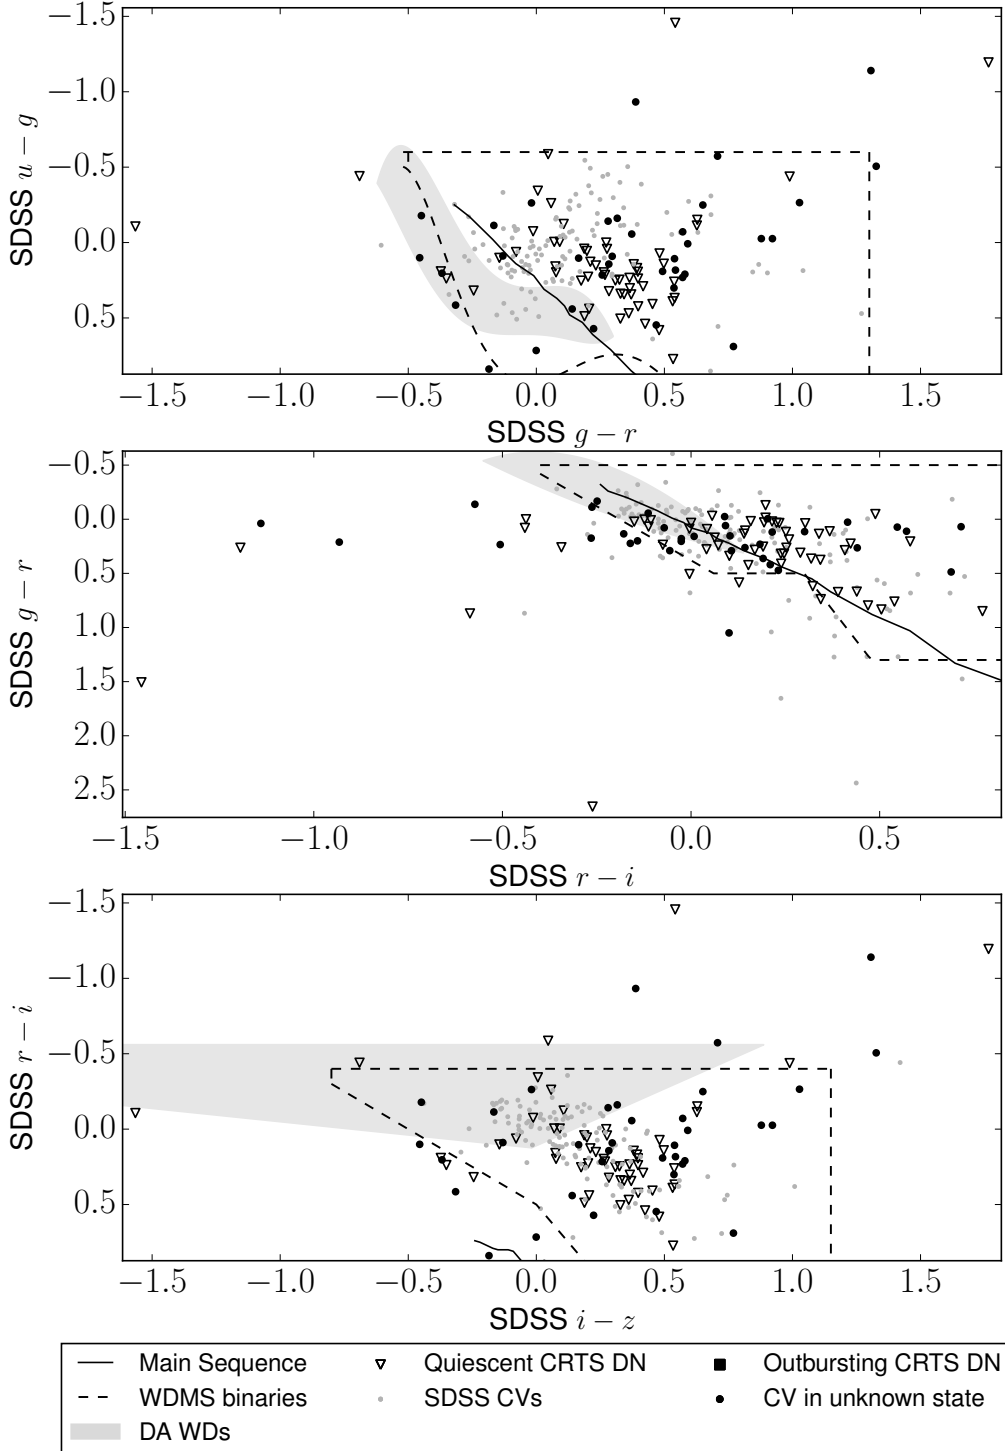 −1.5
−1.0
−0.5
0.0
0.5
SDSS u − g
−1.5 −1.0 −0.5 0.0 0.5 1.0 1.5
SDSS g − r
−0.5
0.0
0.5
1.0
1.5
2.0
2.5
SDSS g − r
−1.5 −1.0 −0.5 0.0 0.5
SDSS r − i
−1.5
−1.0
−0.5
0.0
0.5
SDSS r − i
−1.5 −1.0 −0.5 0.0 0.5 1.0 1.5
SDSS i − z
Main Sequence
WDMS binaries
DA WDs
Quiescent CRTS DN
SDSS CVs
Outbursting CRTS DN
CV in unknown state